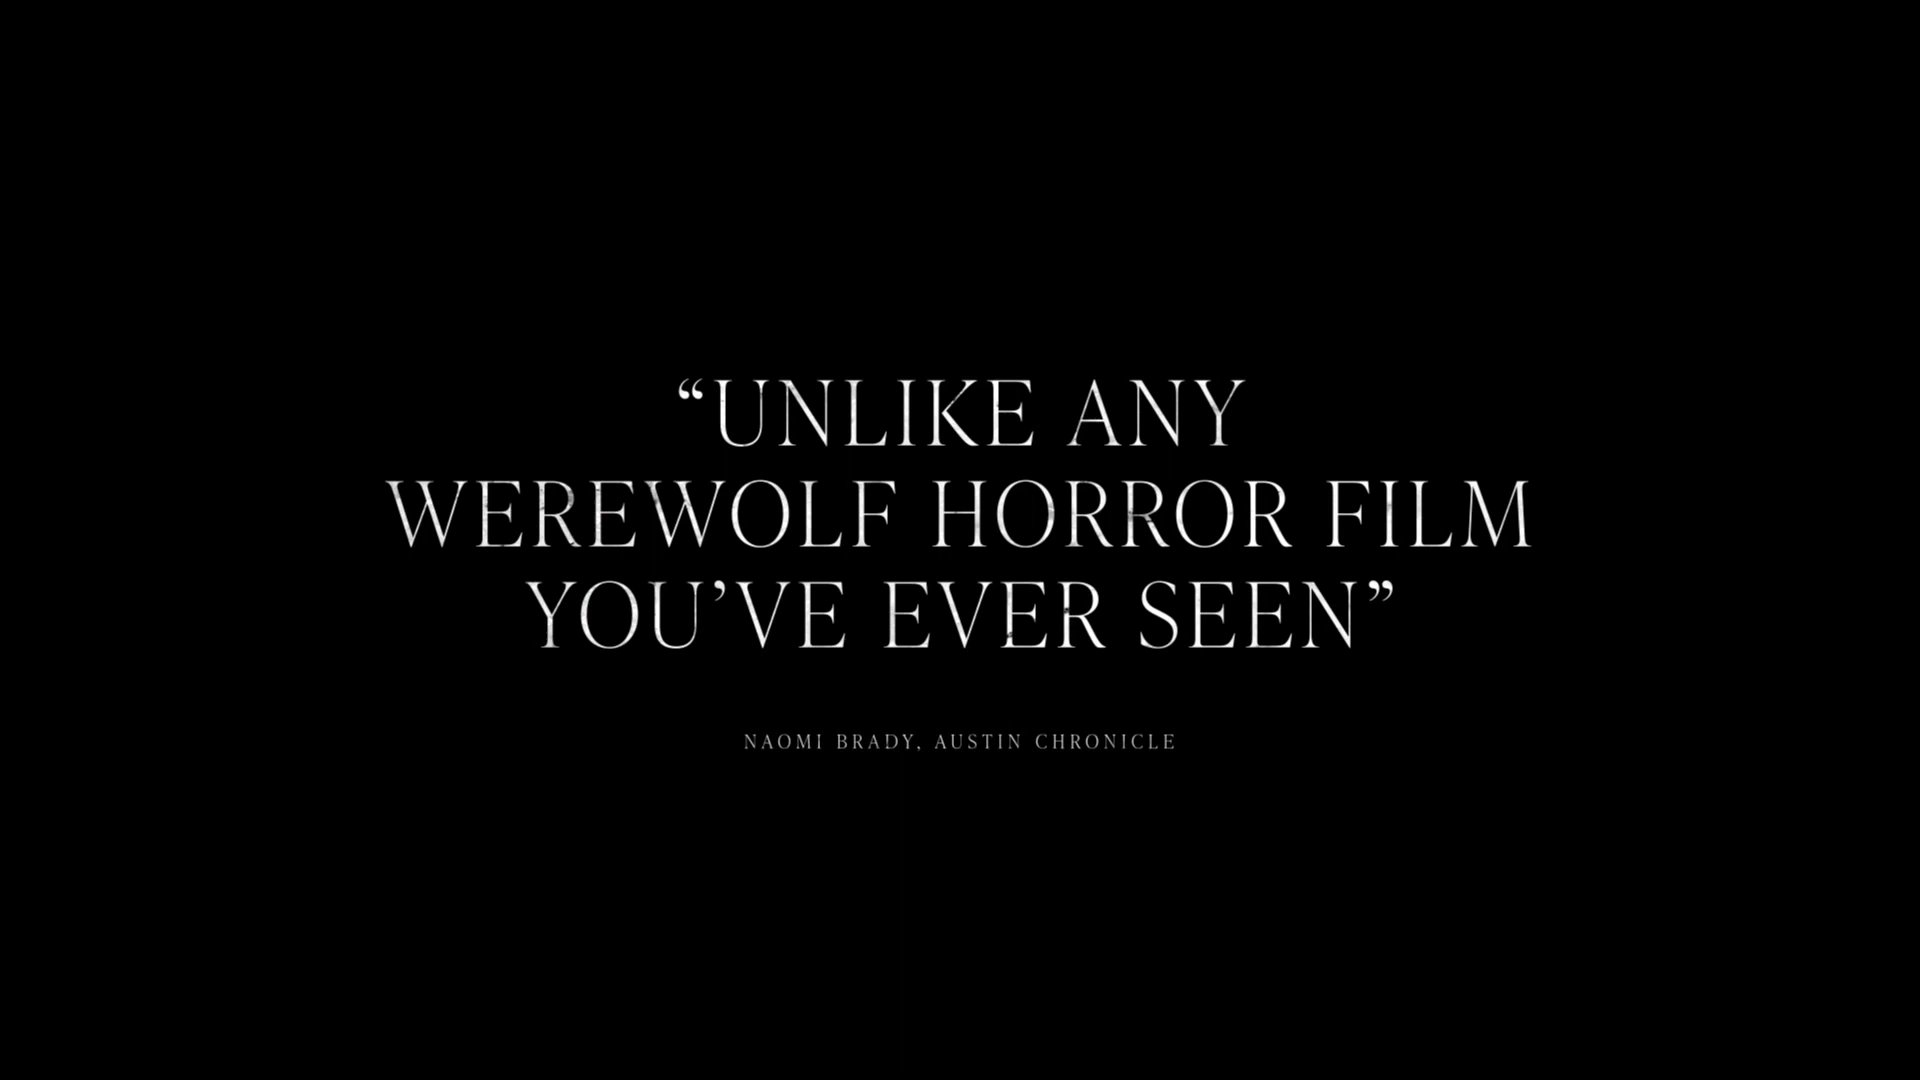 “UNLIKE ANY
WEREWOLF HORROR FILM
YOU’VE EVER SEEN”
NAOMI BRADY, AUSTIN CHRONICLE